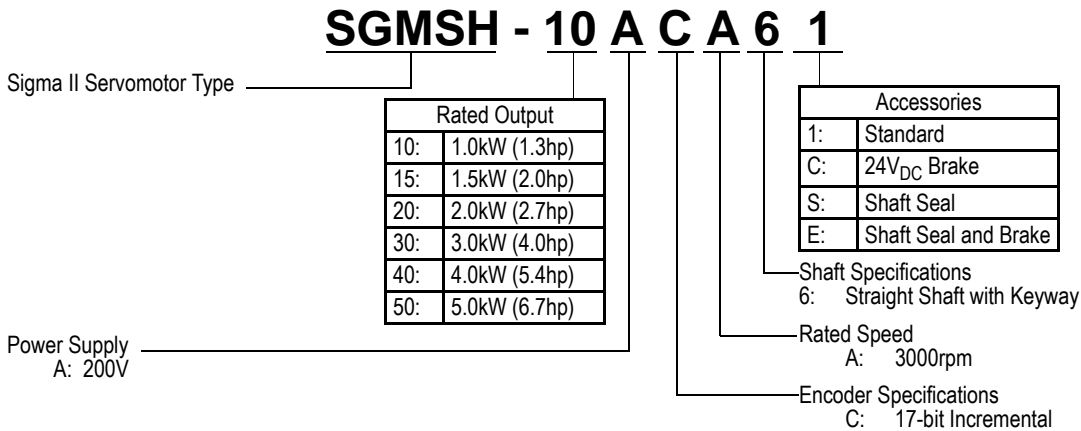 SGMSH - 10 A C A 6 1
Sigma II Servomotor Type
Rated Output
10: 1.0kW (1.3hp)
15: 1.5kW (2.0hp)
20: 2.0kW (2.7hp)
30: 3.0kW (4.0hp)
40: 4.0kW (5.4hp)
50: 5.0kW (6.7hp)
Accessories
1: Standard
C: 24VDC Brake
S: Shaft Seal
E: Shaft Seal and Brake
Shaft Specifications
6: Straight Shaft with Keyway
Power Supply
A: 200V
Rated Speed
A: 3000rpm
Encoder Specifications
C: 17-bit Incremental